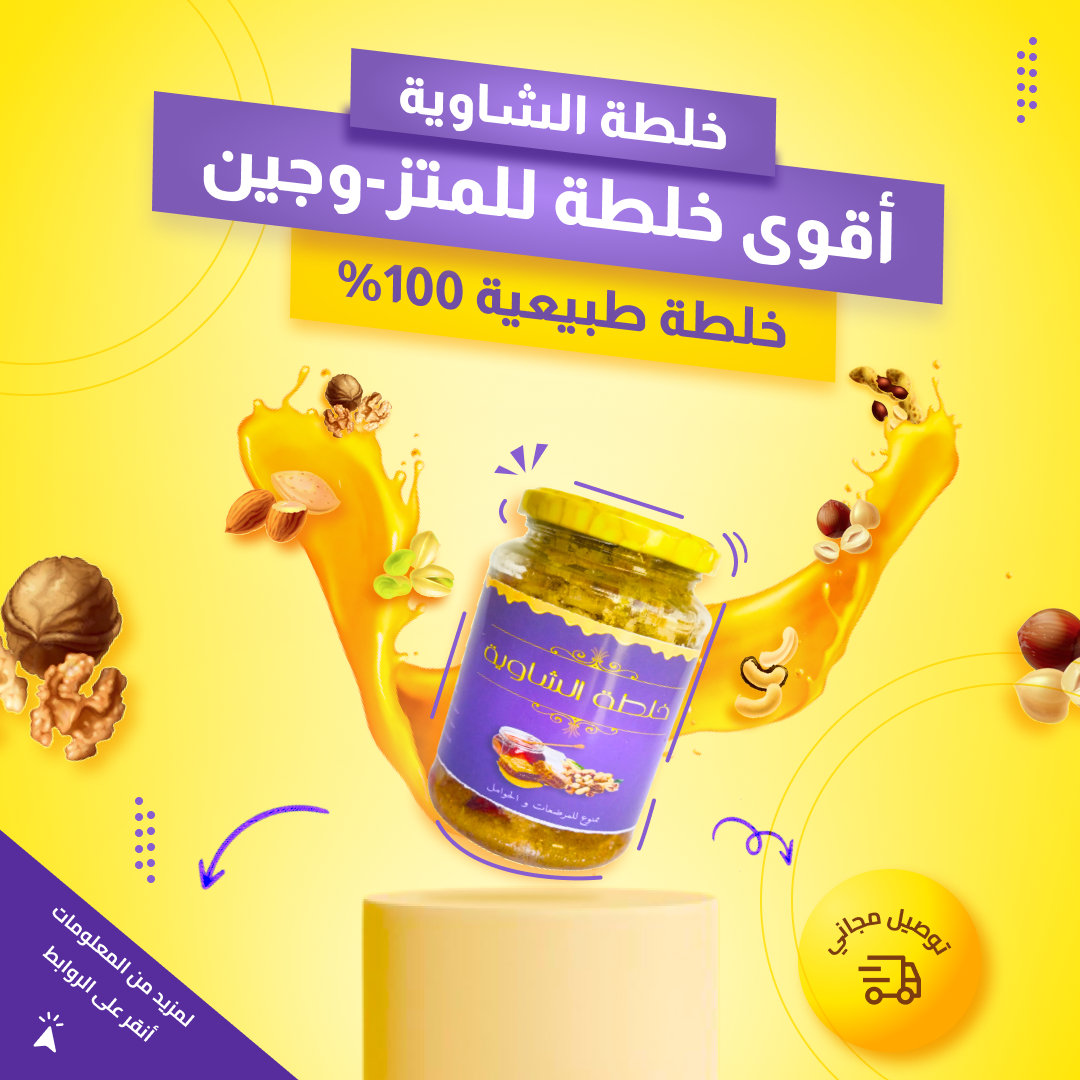 خلطة الشاوية
أقوى خلطة للمتز-وجين
خلطة طبيعية 100%
خلطة الشاوية
ممنوع للمرضعات و الحوامل
توصيل مجاني
لمزيد من المعلومات
أنقر على الروابط